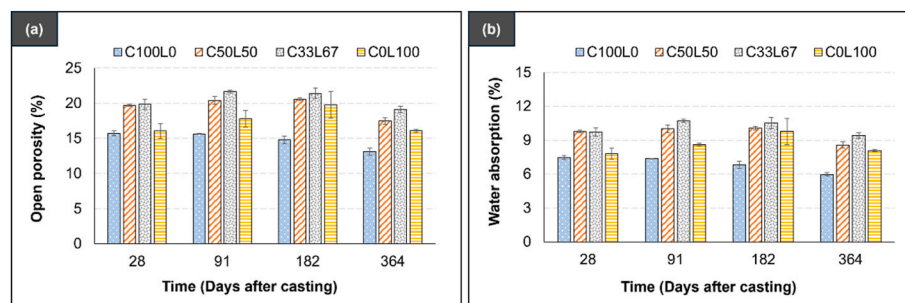 (a)
C100L0 C50L50 C33L67 C0L100
Open porosity (%)
25
20
15
10
5
0
28 91 182 364
Time (Days after casting)
(b)
C100L0 C50L50 C33L67 C0L100
Water absorption (%)
15
12
9
6
3
0
28 91 182 364
Time (Days after casting)